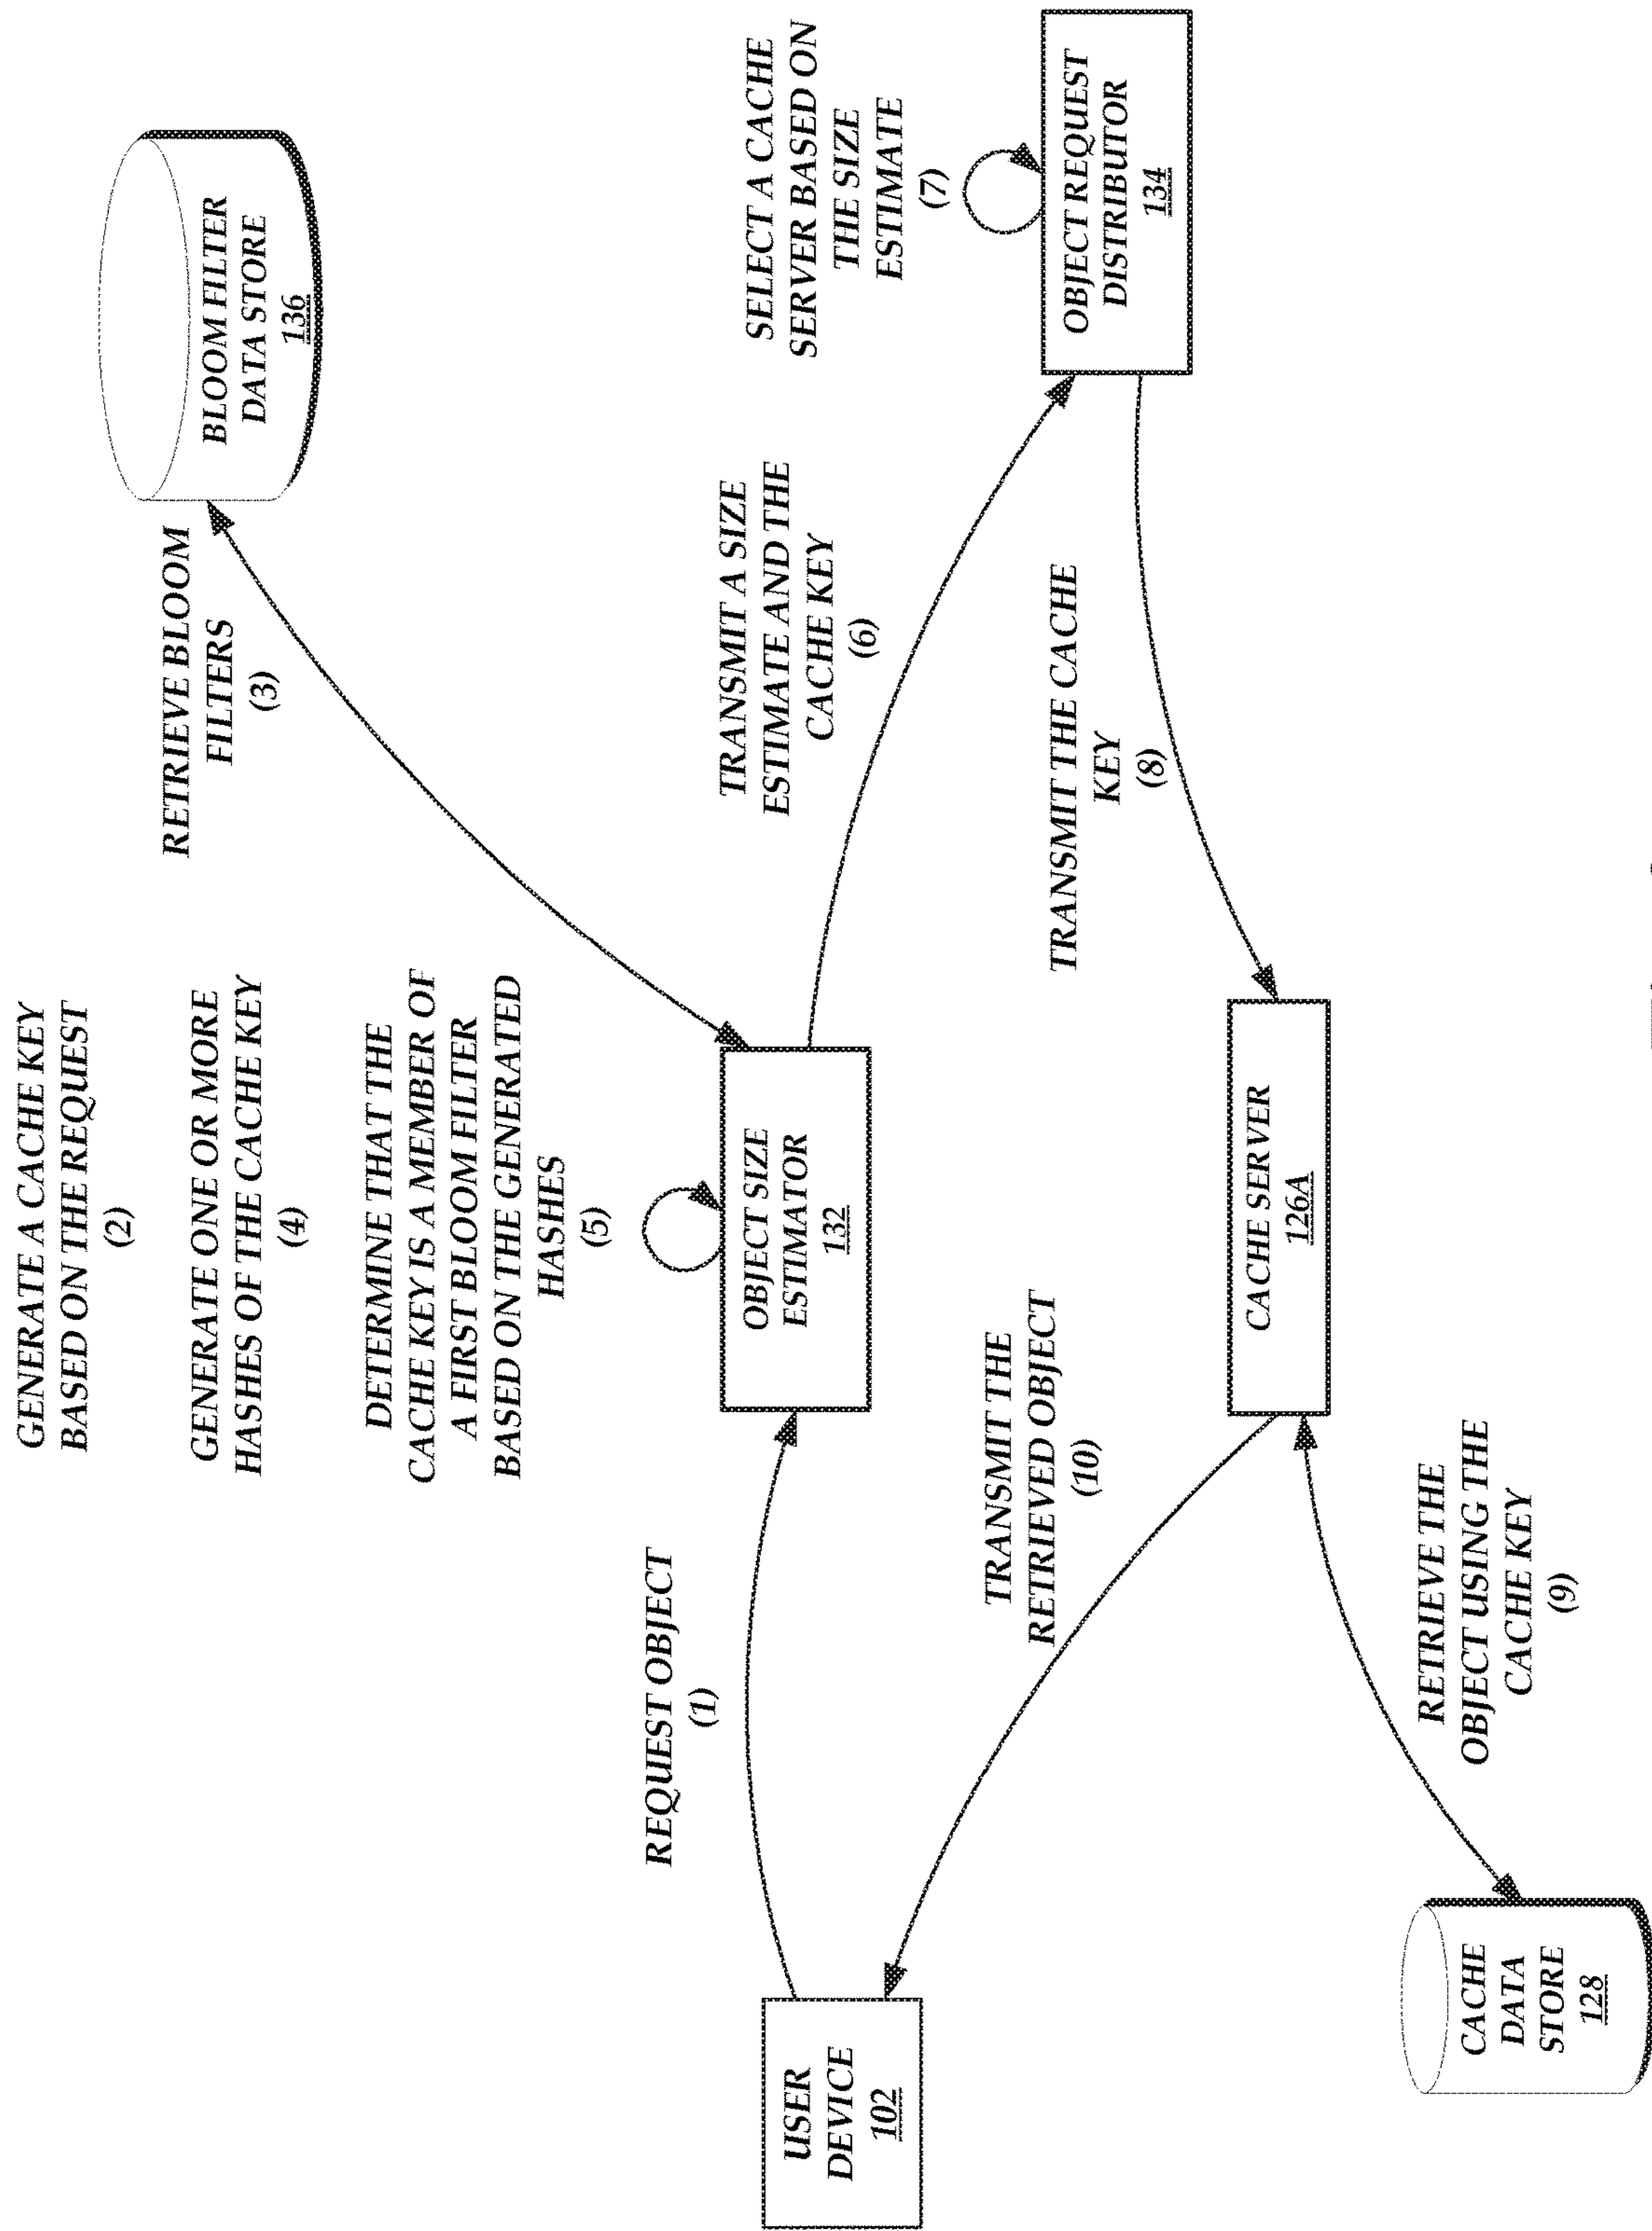 GENERATE A CACHE KEY
BASED ON THE REQUEST
(2)
GENERATE ONE OR MORE
HASHES OF THE CACHE KEY
(4)
DETERMINE THAT THE
CACHE KEY IS A MEMBER OF
A FIRST BLOOM FILTER
BASED ON THE GENERATED
HASHES
(5)
RETRIEVE BLOOM
FILTERS
(3)
BLOOM FILTER
DATA STORE
136
REQUEST OBJECT
(1)
USER
DEVICE
102
OBJECT SIZE
ESTIMATOR
132
TRANSMIT A SIZE
ESTIMATE AND THE
CACHE KEY
(6)
SELECT A CACHE
SERVER BASED ON
THE SIZE
ESTIMATE
(7)
OBJECT REQUEST
DISTRIBUTOR
134
TRANSMIT THE
RETRIEVED OBJECT
(10)
TRANSMIT THE CACHE
KEY
(8)
CACHE SERVER
126A
RETRIEVE THE
OBJECT USING THE
CACHE KEY
(9)
CACHE
DATA
STORE
128